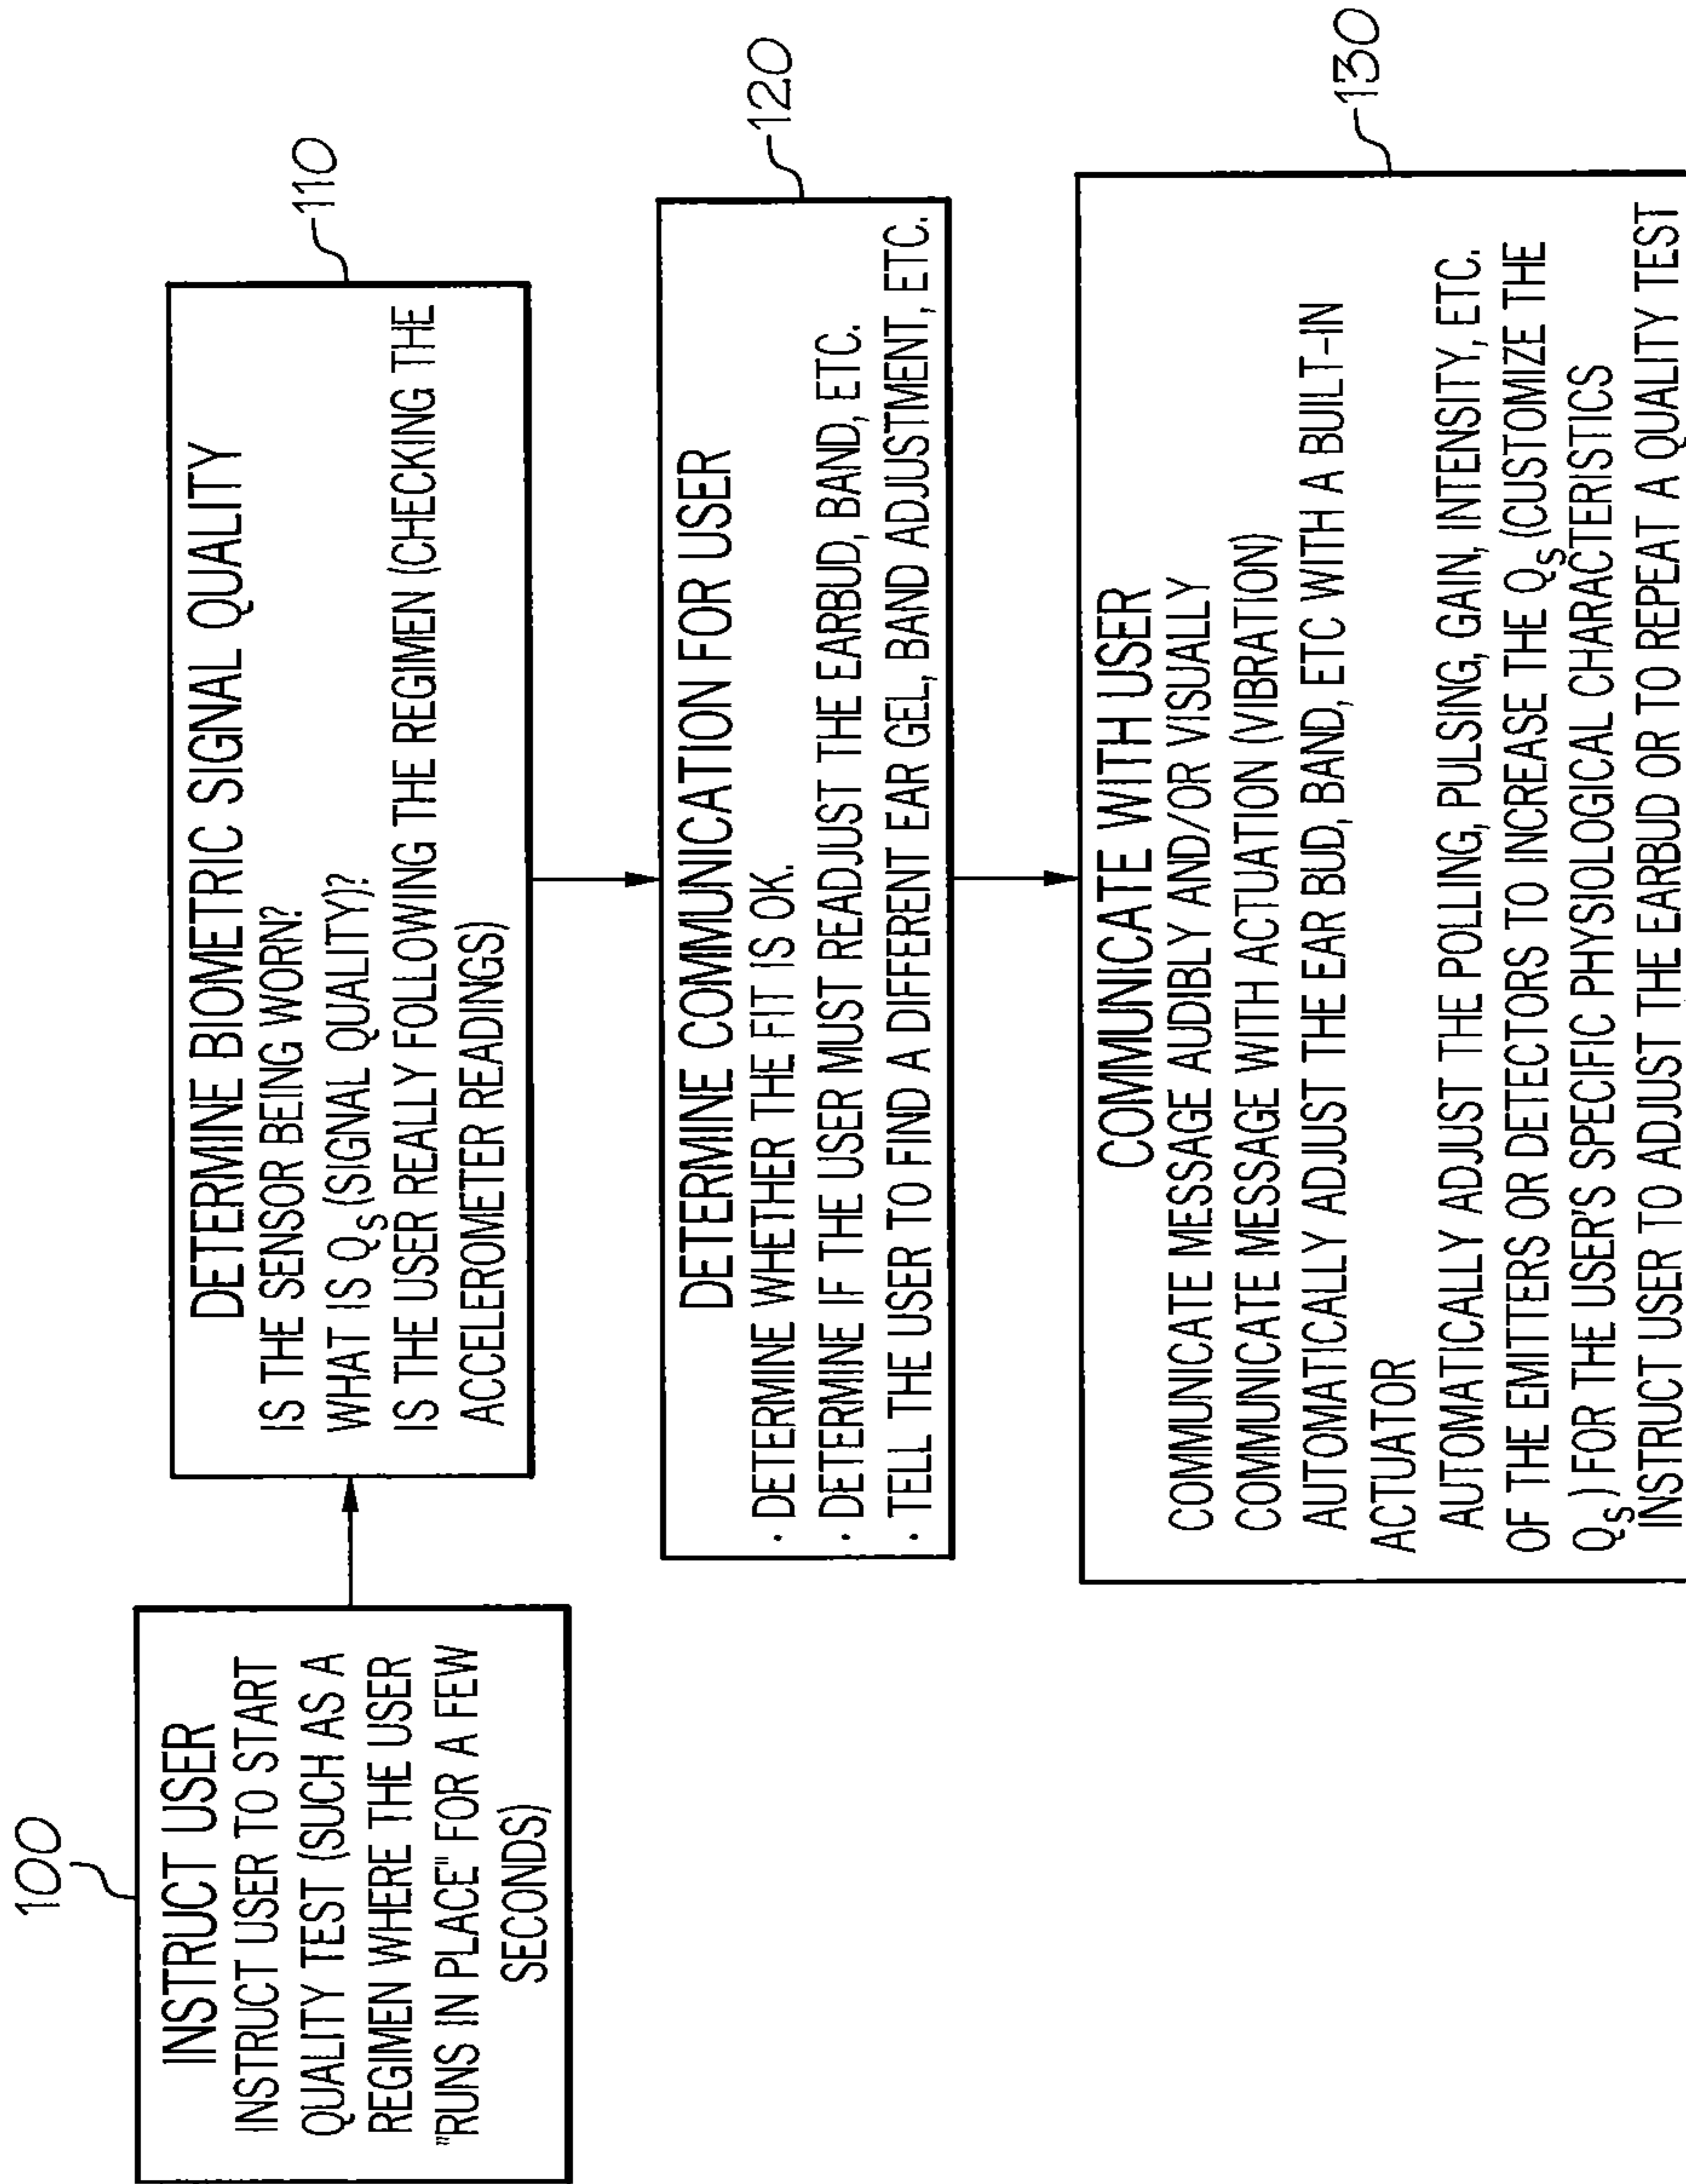 100
INSTRUCT USER
INSTRUCT USER TO START
QUALITY TEST (SUCH AS A
REGIMEN WHERE THE USER
"RUNS IN PLACE" FOR A FEW
SECONDS)
110
DETERMINE BIOMETRIC SIGNAL QUALITY
IS THE SENSOR BEING WORN?
WHAT IS Qs (SIGNAL QUALITY)?
IS THE USER REALLY FOLLOWING THE REGIMEN (CHECKING THE
ACCELEROMETER READINGS)
120
DETERMINE COMMUNICATION FOR USER
· DETERMINE WHETHER THE FIT IS OK.
· DETERMINE IF THE USER MUST READJUST THE EARBUD, BAND, ETC.
· TELL THE USER TO FIND A DIFFERENT EAR GEL, BAND ADJUSTMENT, ETC.
130
COMMUNICATE WITH USER
COMMUNICATE MESSAGE AUDIBLY AND/OR VISUALLY
COMMUNICATE MESSAGE WITH ACTUATION (VIBRATION)
AUTOMATICALLY ADJUST THE EAR BUD, BAND, ETC WITH A BUILT-IN
ACTUATOR
AUTOMATICALLY ADJUST THE POLLING, PULSING, GAIN, INTENSITY, ETC.
OF THE EMITTERS OR DETECTORS TO INCREASE THE Qs (CUSTOMIZE THE
Qs) FOR THE USER'S SPECIFIC PHYSIOLOGICAL CHARACTERISTICS
INSTRUCT USER TO ADJUST THE EARBUD OR TO REPEAT A QUALITY TEST